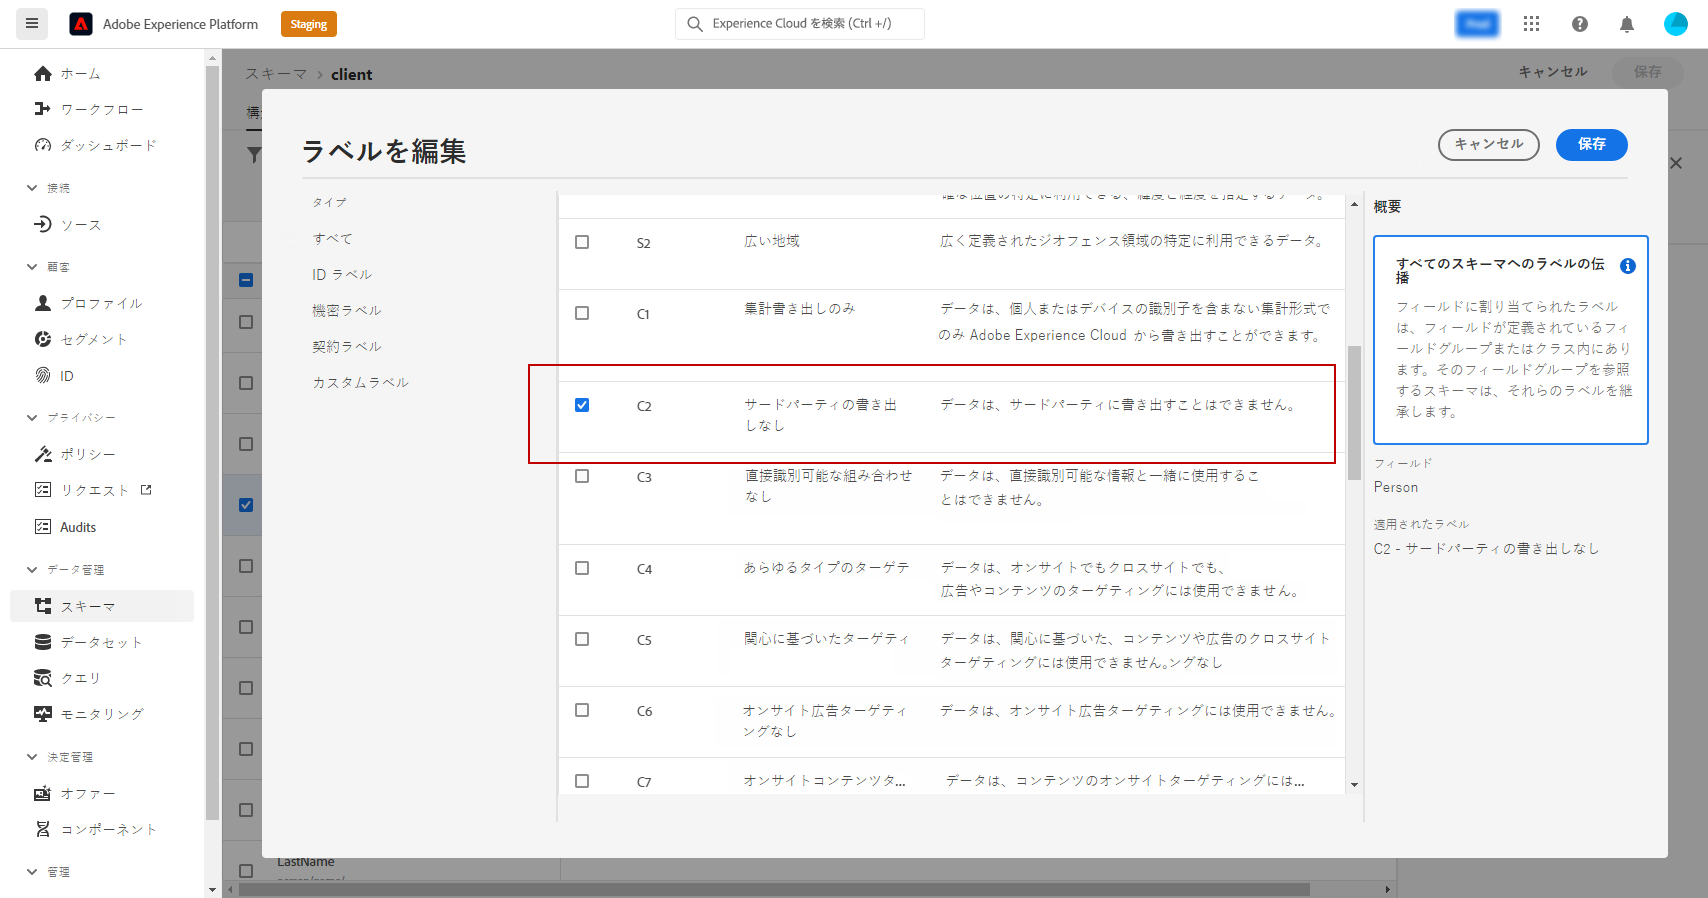 Adobe Experience Platform
Staging
Experience Cloud を検索 (Ctrl +/)
ホーム
ワークフロー
ダッシュボード
接続
ソース
顧客
プロファイル
セグメント
ID
プライバシー
ポリシー
リクエスト
Audits
データ管理
スキーマ
データセット
クエリ
モニタリング
決定管理
オファー
コンポーネント
管理
スキーマ > client
キャンセル
保存
構
ラベルを編集
キャンセル
保存
タイプ
すべて
ID ラベル
機密ラベル
契約ラベル
カスタムラベル
確な位置の特定に利用できる、緯度と経度を指定するデータ。
S2
広い地域
広く定義されたジオフェンス領域の特定に利用できるデータ。
C1
集計書き出しのみ
データは、個人またはデバイスの識別子を含まない集計形式で
のみ Adobe Experience Cloud から書き出すことができます。
C2
サードパーティの書き出
しなし
データは、サードパーティに書き出すことはできません。
C3
直接識別可能な組み合わせ
なし
データは、直接識別可能な情報と一緒に使用するこ
とはできません。
C4
あらゆるタイプのターゲテ
データは、オンサイトでもクロスサイトでも、
広告やコンテンツのターゲティングには使用できません。
C5
関心に基づいたターゲティ
データは、関心に基づいた、コンテンツや広告のクロスサイト
ターゲティングには使用できません。ングなし
C6
オンサイト広告ターゲティ
ングなし
データは、オンサイト広告ターゲティングには使用できません。
C7
オンサイトコンテンツタ...
データは、コンテンツのオンサイトターゲティングには...
概要
すべてのスキーマへのラベルの伝
播
フィールドに割り当てられたラベル
は、フィールドが定義されているフィ
ールドグループまたはクラス内にあり
ます。そのフィールドグループを参照
するスキーマは、それらのラベルを継
承します。
フィールド
Person
適用されたラベル
C2 - サードパーティの書き出しなし
LastName